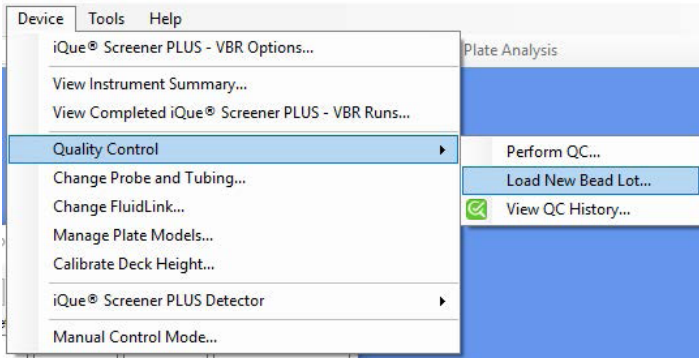 Device Tools Help
iQue® Screener PLUS - VBR Options...
Plate Analysis
View Instrument Summary...
View Completed iQue® Screener PLUS - VBR Runs...
Quality Control
Perform QC...
Change Probe and Tubing...
Load New Bead Lot...
Change FluidLink...
View QC History...
Manage Plate Models...
Calibrate Deck Height...
iQue® Screener PLUS Detector
Manual Control Mode...